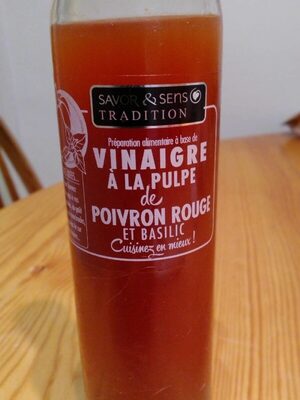 SAVOR & SENS
TRADITION
Préparation alimentaire à base de
VINAIGRE
À LA PULPE
de
POIVRON ROUGE
ET BASILIC
Cuisinez en mieux !